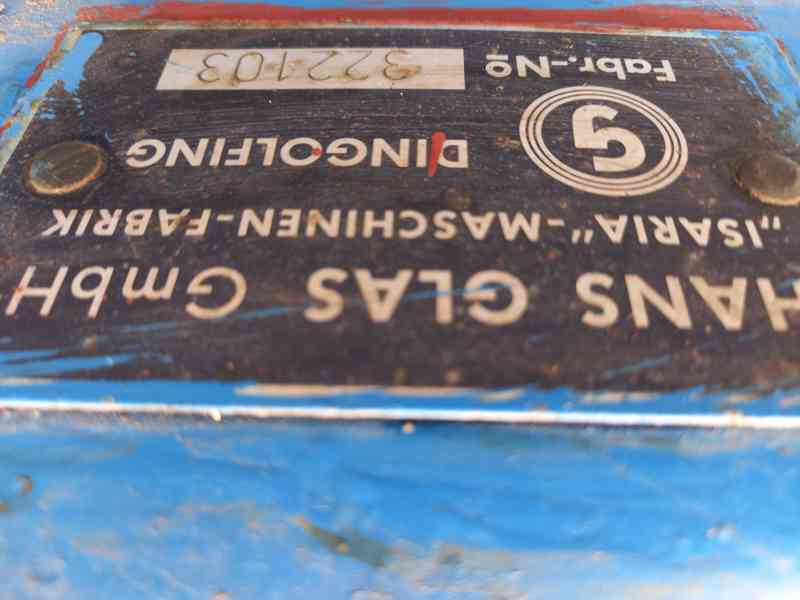 HANS GLAS GmbH
„ISARIA"-MASCHINEN-FABRIK
G DINGOLFING
Fabr.-No 322103